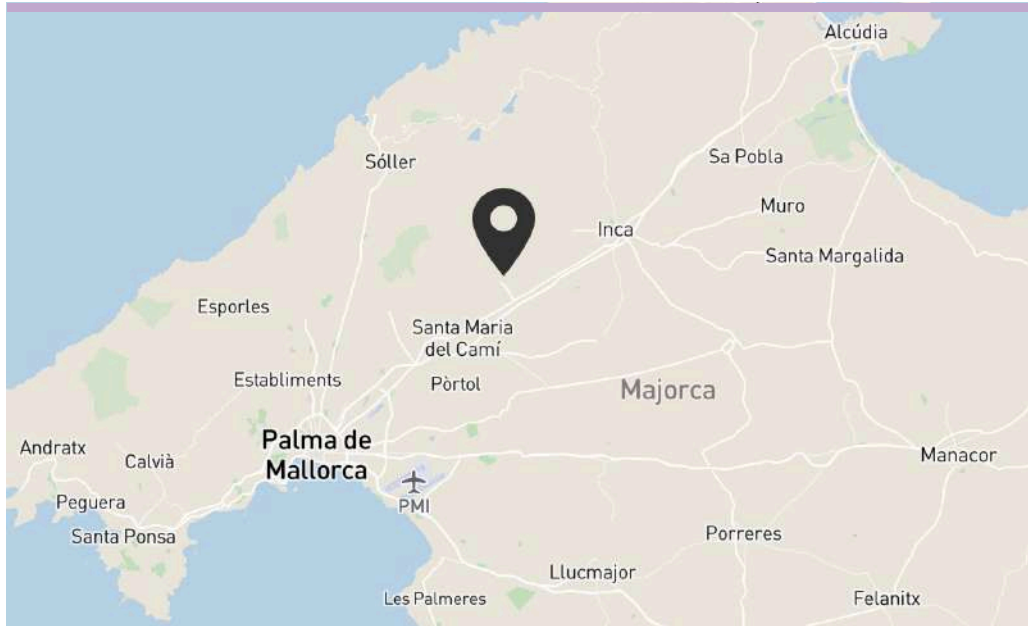 Alcúdia
Sóller
Sa Pobla
Muro
Inca
Santa Margalida
Esporles
Santa Maria
del Camí
Establiments
Pòrtol
Majorca
Palma de
Mallorca
Andratx
Calvià
Manacor
Peguera
PMI
Santa Ponsa
Porreres
Llucmajor
Les Palmeres
Felanitx